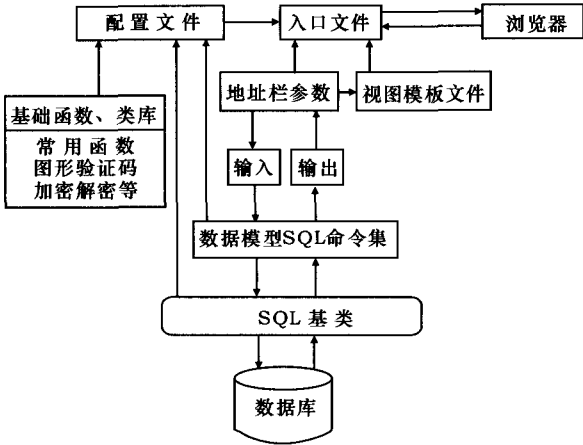 配置文件
入口文件
浏览器
基础函数、类库
常用函数
图形验证码
加密解密等
地址栏参数
视图模板文件
输入
输出
数据模型SQL命令集
SQL 基类
数据库